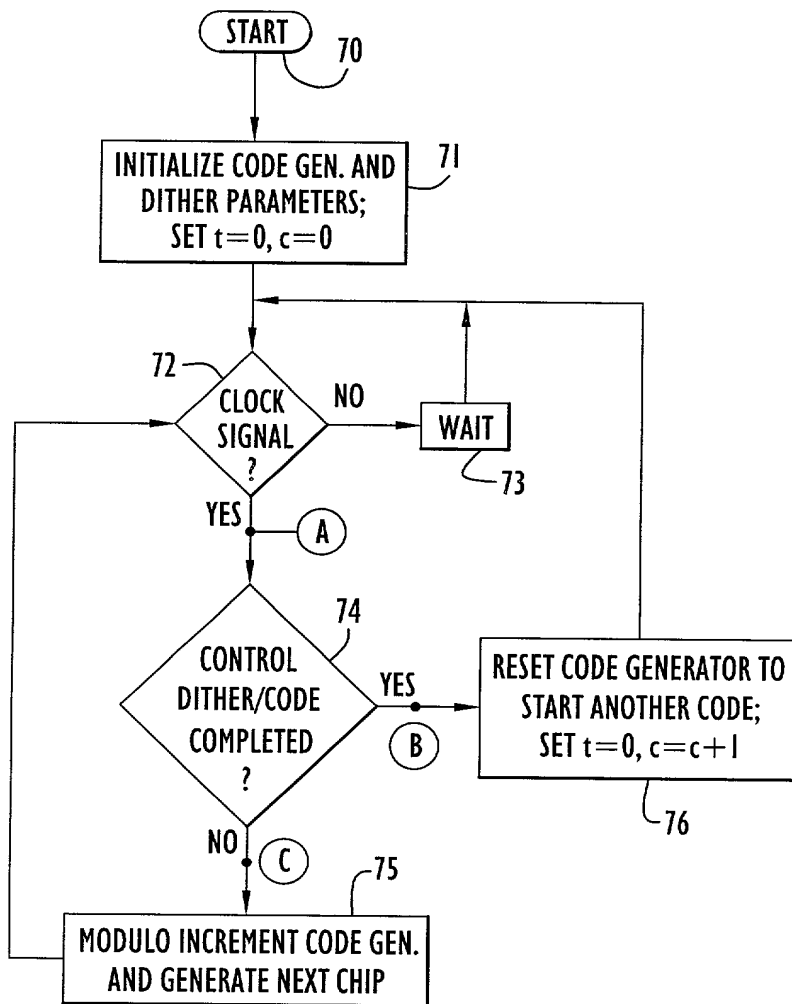 START
70
INITIALIZE CODE GEN. AND
DITHER PARAMETERS;
SET t=0, c=0
71
72
CLOCK
SIGNAL
?
NO
WAIT
73
YES
A
74
CONTROL
DITHER/CODE
COMPLETED
?
YES
B
RESET CODE GENERATOR TO
START ANOTHER CODE;
SET t=0, c=c+1
76
NO
C
75
MODULO INCREMENT CODE GEN.
AND GENERATE NEXT CHIP